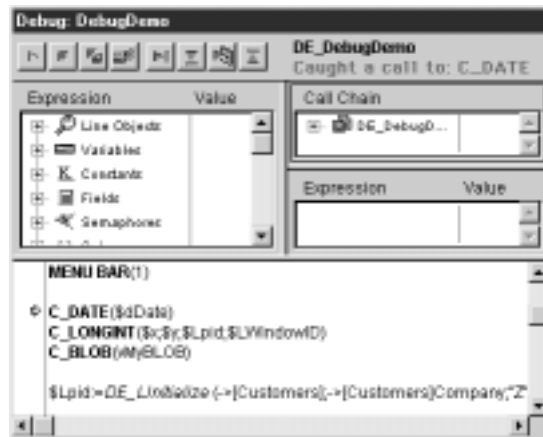 Debug: DebugDemo
DE_DebugDemo
Caught a call to: C_DATE
Expression Value
Line Objects
Variables
Constants
Fields
Semaphores
Call Chain
DE_DebugD...
Expression Value
MENU BAR(1)
C_DATE($dDate)
C_LONGINT($x;$y;$Lpid;$LWindowID)
C_BLOB(vMyBLOB)
$Lpid:=DE_LInitialize (->[Customers];->[Customers]Company;"Z"